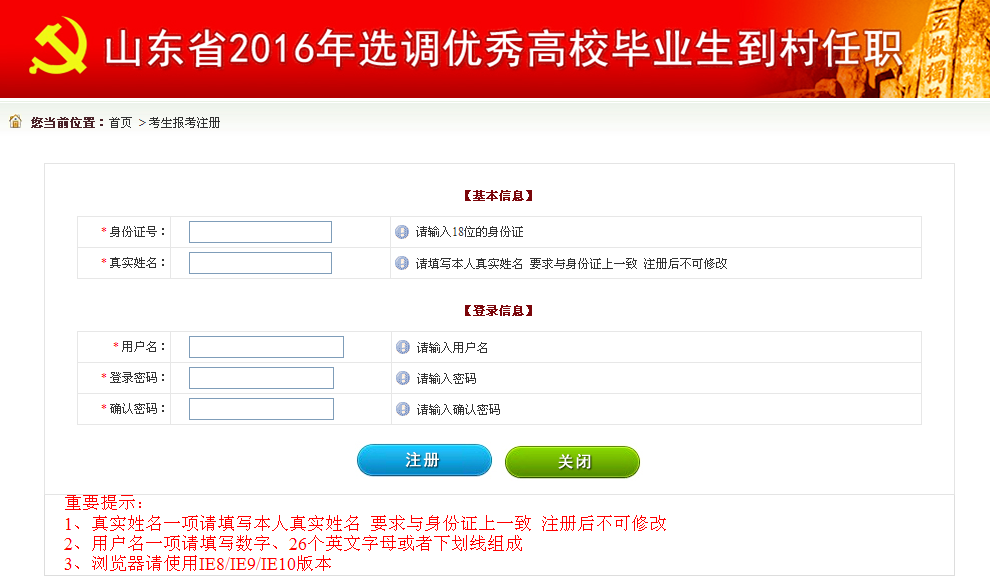 山东省2016年选调优秀高校毕业生到村任职
您当前位置：首页 >考生报考注册
【基本信息】
*身份证号： 请输入18位的身份证
*真实姓名： 请填写本人真实姓名 要求与身份证上一致 注册后不可修改
【登录信息】
*用户名： 请输入用户名
*登录密码： 请输入密码
*确认密码： 请输入确认密码
注册 关闭
重要提示:
1、真实姓名一项请填写本人真实姓名 要求与身份证上一致 注册后不可修改
2、用户名一项请填写数字、26个英文字母或者下划线组成
3、浏览器请使用IE8/IE9/IE10版本